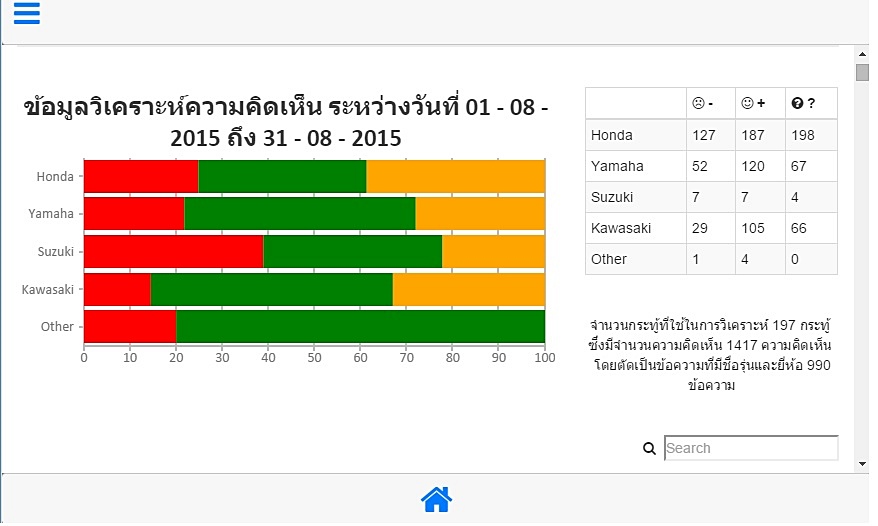 ข้อมูลวิเคราะห์ความคิดเห็น ระหว่างวันที่ 01 - 08 -
2015 ถึง 31 - 08 - 2015
Honda
Yamaha
Suzuki
Kawasaki
Other
0 10 20 30 40 50 60 70 80 90 100
- + ?
Honda 127 187 198
Yamaha 52 120 67
Suzuki 7 7 4
Kawasaki 29 105 66
Other 1 4 0
จำนวนกระทู้ที่ใช้ในการวิเคราะห์ 197 กระทู้
ซึ่งมีจำนวนความคิดเห็น 1417 ความคิดเห็น
โดยตัดเป็นข้อความที่มีชื่อรุ่นและยี่ห้อ 990
ข้อความ
Search